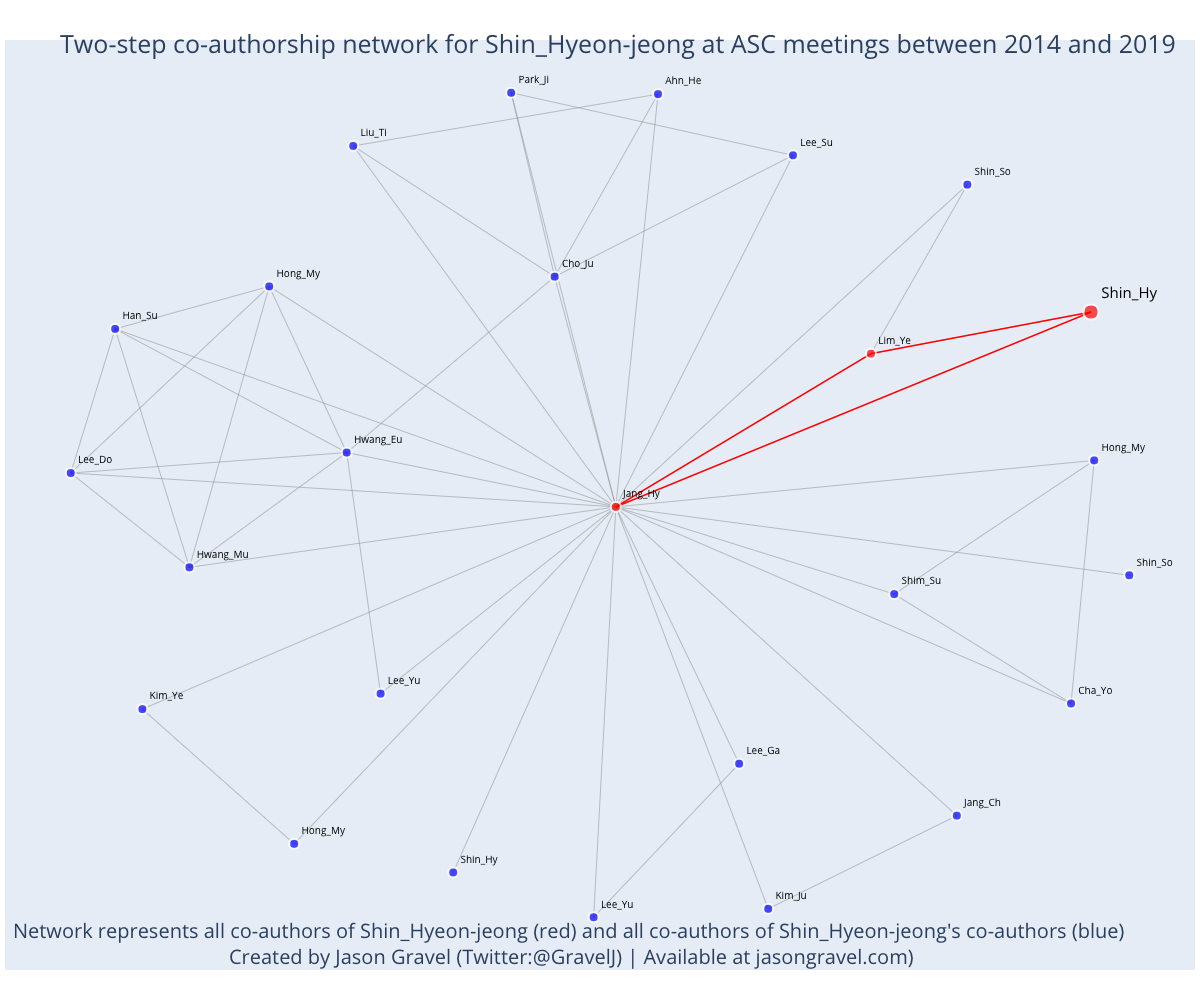 Two-step co-authorship network for Shin_Hyeon-jeong at ASC meetings between 2014 and 2019
Park_Ji
Ahn_He
Liu_Ti
Lee_Su
Shin_So
Cho_Ju
Hong_My
Shin_Hy
Han_Su
Lim_Ye
Hwang_Eu
Hong_My
Lee_Do
Jang_Hy
Hwang_Mu
Shin_So
Shim_Su
Lee_Yu
Cha_Yo
Kim_Ye
Lee_Ga
Jang_Ch
Hong_My
Shin_Hy
Kim_Ju
Lee_Yu
Network represents all co-authors of Shin_Hyeon-jeong (red) and all co-authors of Shin_Hyeon-jeong's co-authors (blue)
Created by Jason Gravel (Twitter:@GravelJ) | Available at jasongravel.com)